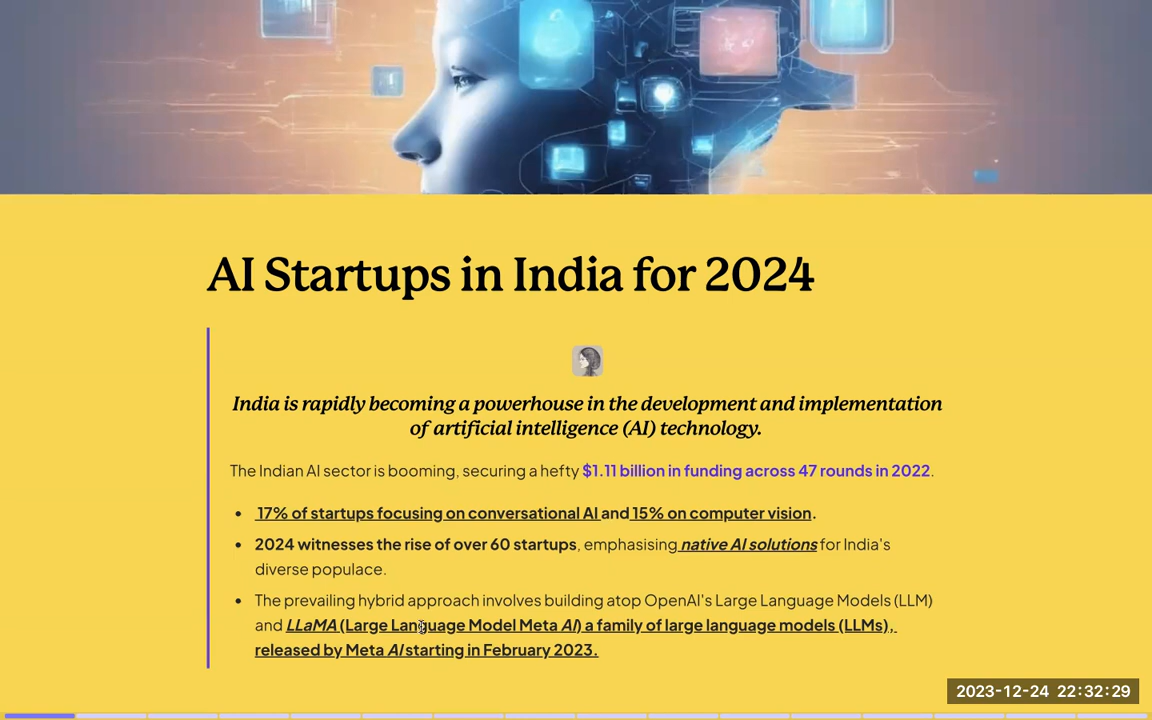 AI Startups in India for 2024
India is rapidly becoming a powerhouse in the development and implementation
of artificial intelligence (AI) technology.
The Indian AI sector is booming, securing a hefty $1.11 billion in funding across 47 rounds in 2022.
• 17% of startups focusing on conversational AI and 15% on computer vision.
• 2024 witnesses the rise of over 60 startups, emphasising native AI solutions for India's
diverse populace.
• The prevailing hybrid approach involves building atop OpenAI's Large Language Models (LLM)
and LLaMA (Large Language Model Meta AI) a family of large language models (LLMs),
released by Meta AI starting in February 2023.
2023-12-24 22:32:29